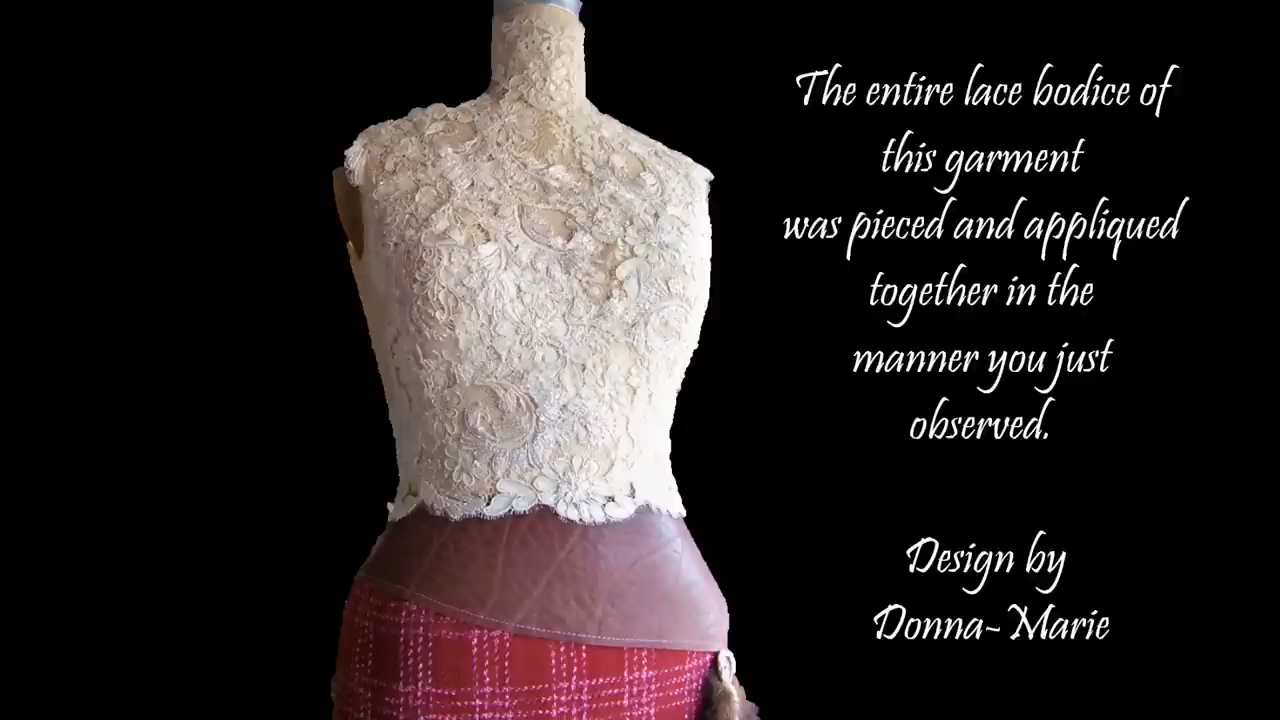 The entire lace bodice of
this garment
was pieced and appliqued
together in the
manner you just
observed.
Design by
Donna-Marie